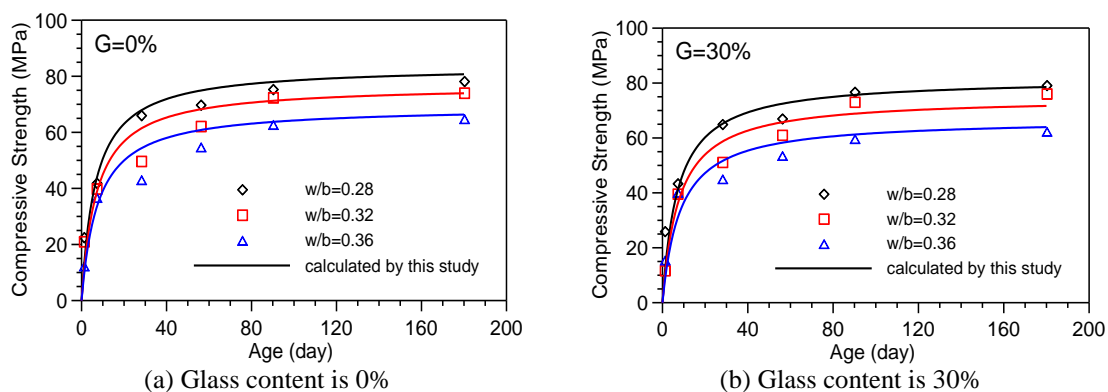 G=0%
Compressive Strength (MPa)
100
80
60
40
20
0
w/b=0.28
w/b=0.32
w/b=0.36
calculated by this study
0 40 80 120 160 200
Age (day)
(a) Glass content is 0%
G=30%
Compressive Strength (MPa)
100
80
60
40
20
0
w/b=0.28
w/b=0.32
w/b=0.36
calculated by this study
0 40 80 120 160 200
Age (day)
(b) Glass content is 30%